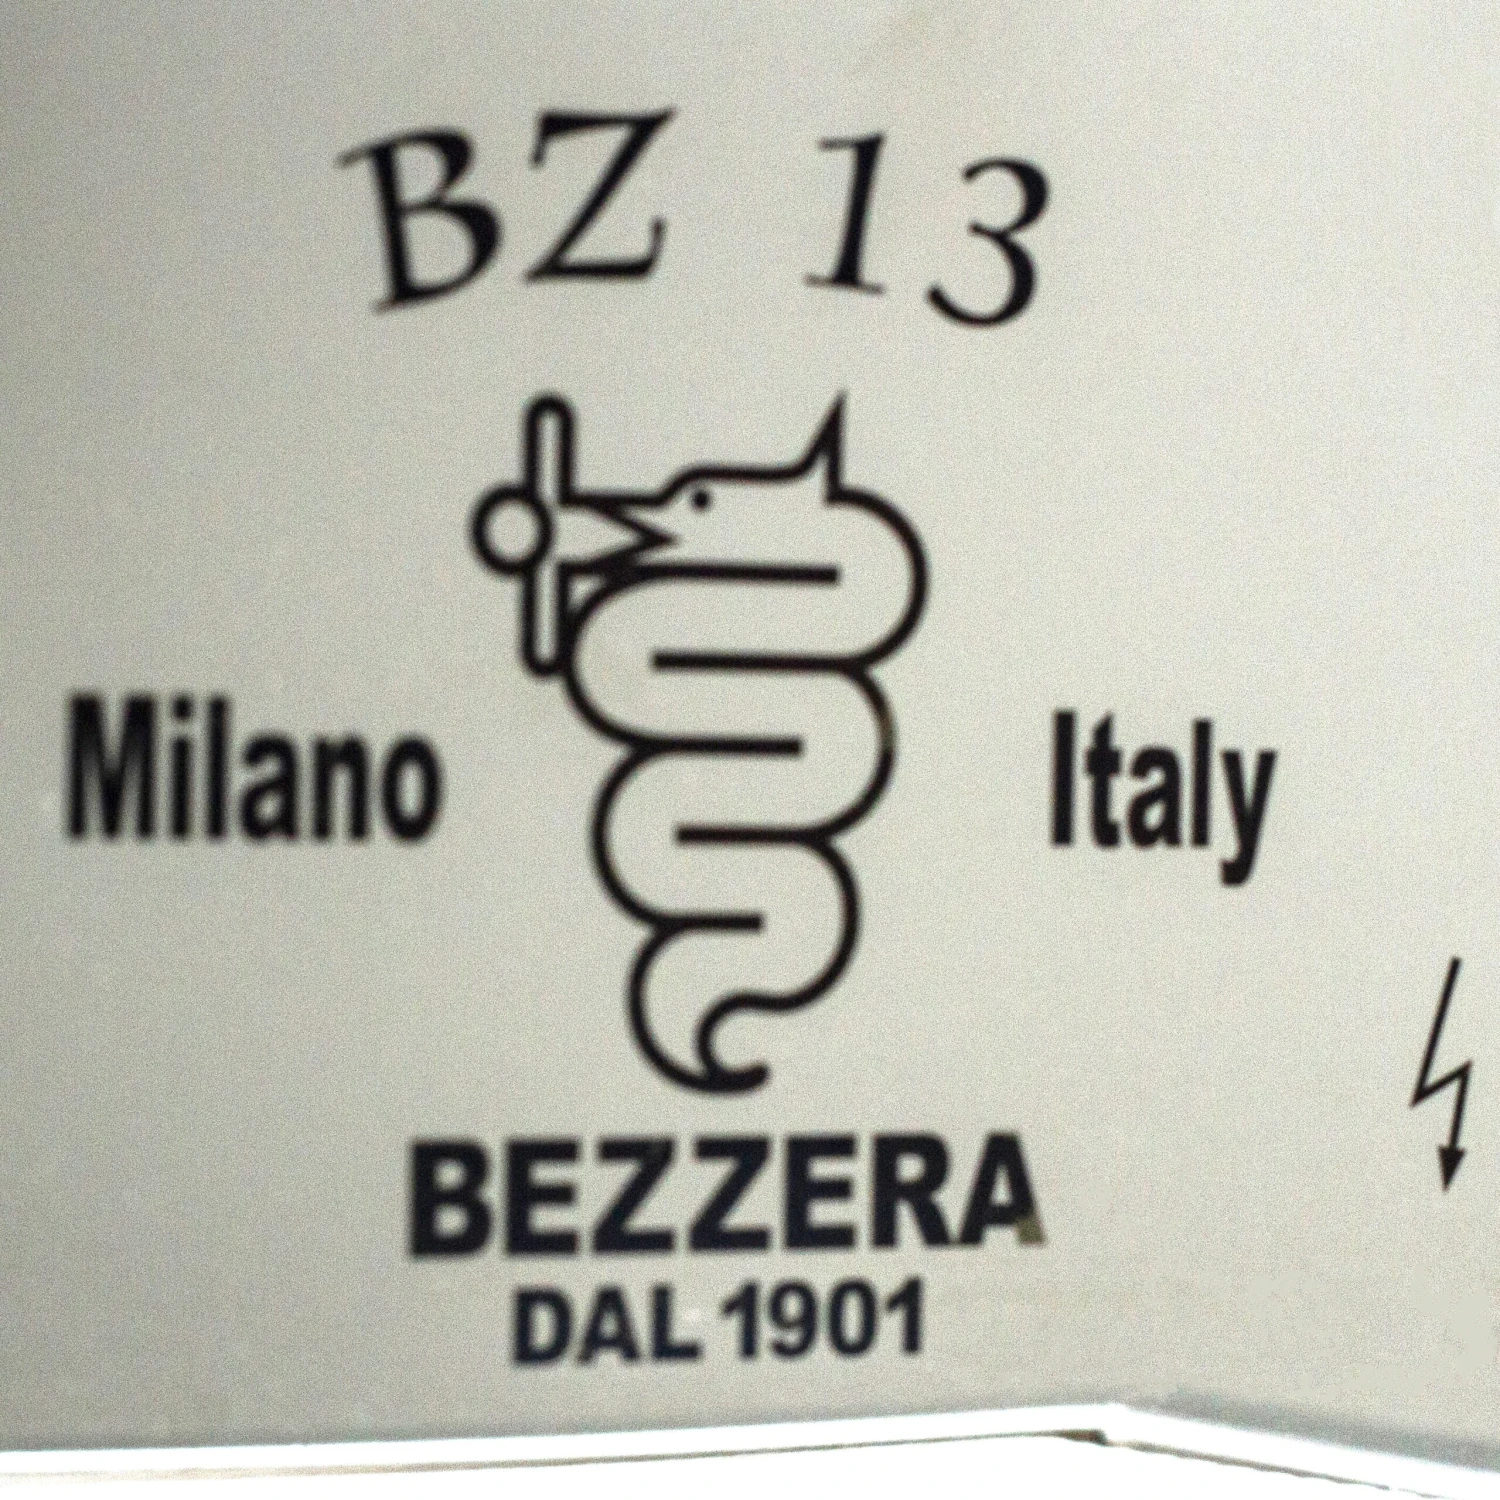 BZ 13
Milano Italy
BEZZERA
DAL 1901